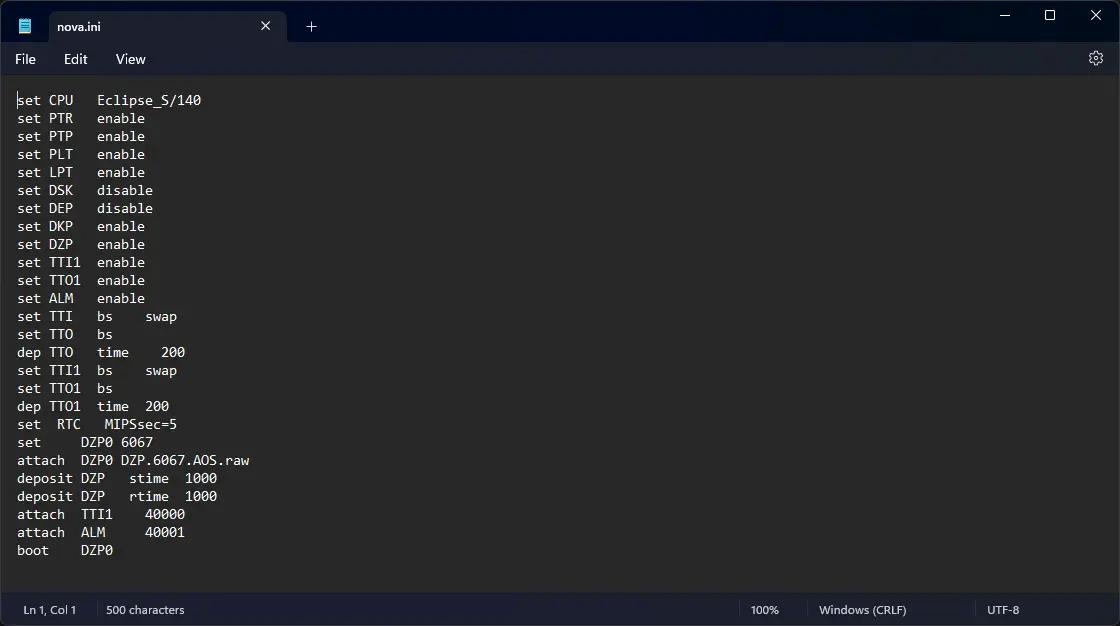 nova.ini
File Edit View
set CPU   Eclipse_S/140
set PTR   enable
set PTP   enable
set PLT   enable
set LPT   enable
set DSK   disable
set DEP   disable
set DKP   enable
set DZP   enable
set TTI1  enable
set TTO1  enable
set ALM   enable
set TTI   bs    swap
set TTO   bs
dep TTO   time    200
set TTI1  bs    swap
set TTO1  bs
dep TTO1  time  200
set  RTC   MIPSsec=5
set     DZP0 6067
attach  DZP0 DZP.6067.AOS.raw
deposit DZP   stime  1000
deposit DZP   rtime  1000
attach  TTI1    40000
attach  ALM     40001
boot    DZP0
Ln 1, Col 1 500 characters 100% Windows (CRLF) UTF-8